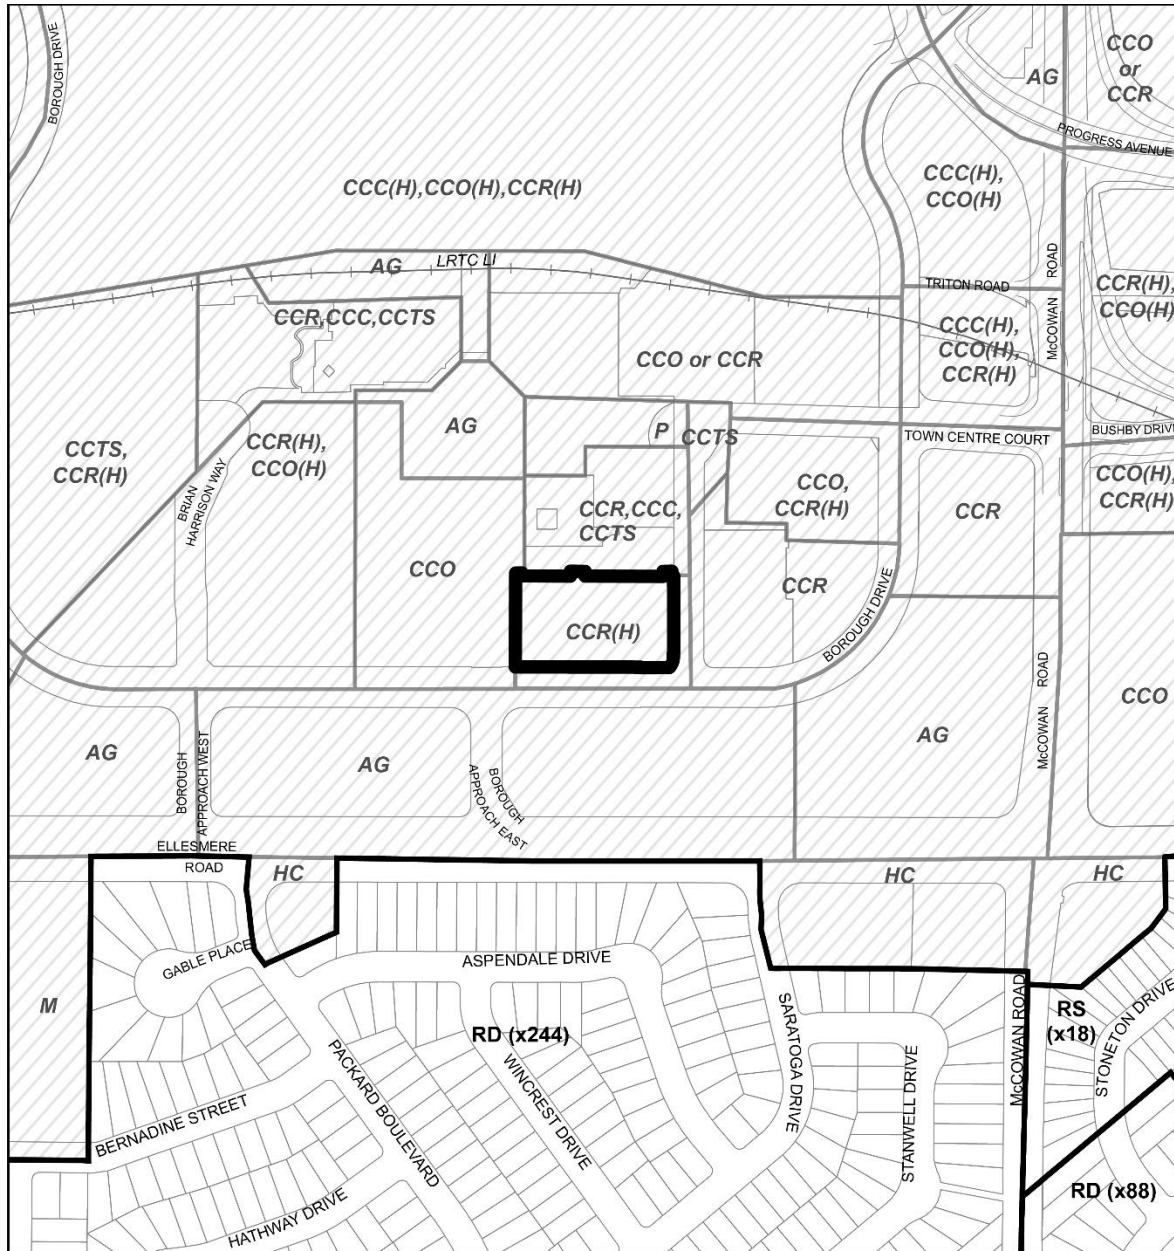 BOROUGH DRIVE
CCO
or
CCR
AG
PROGRESS AVENUE
CCC(H),
CCO(H)
CCC(H),CCO(H),CCR(H)
LRTC LI
AG
ROAD
McCOWAN
TRITON ROAD
CCR(H),
CCO(H)
CCR,CCC,CCTS
CCC(H),
CCO(H),
CCR(H)
CCO or CCR
AG
P
CCTS
TOWN CENTRE COURT
BUSHBY DRIVE
CCTS,
CCR(H)
CCR(H),
CCO(H)
BRIAN
HARRISON WAY
CCO,
CCR(H)
CCO(H),
CCR(H)
CCR,CCC,
CCTS
CCR
CCO
CCR
BOROUGH DRIVE
CCR(H)
ROAD
McCOWAN
CCO
AG
AG
AG
BOROUGH
APPROACH WEST
BOROUGH
APPROACH EAST
ELLESMERE
ROAD
HC
HC
HC
GABLE PLACE
ASPENDALE DRIVE
M
RD (x244)
SARATOGA DRIVE
McCOWAN ROAD
RS
(x18)
STONETON DRIVE
PACKARD BOULEVARD
WINCREST DRIVE
STANWELL DRIVE
BERNADINE STREET
HATHWAY DRIVE
RD (x88)